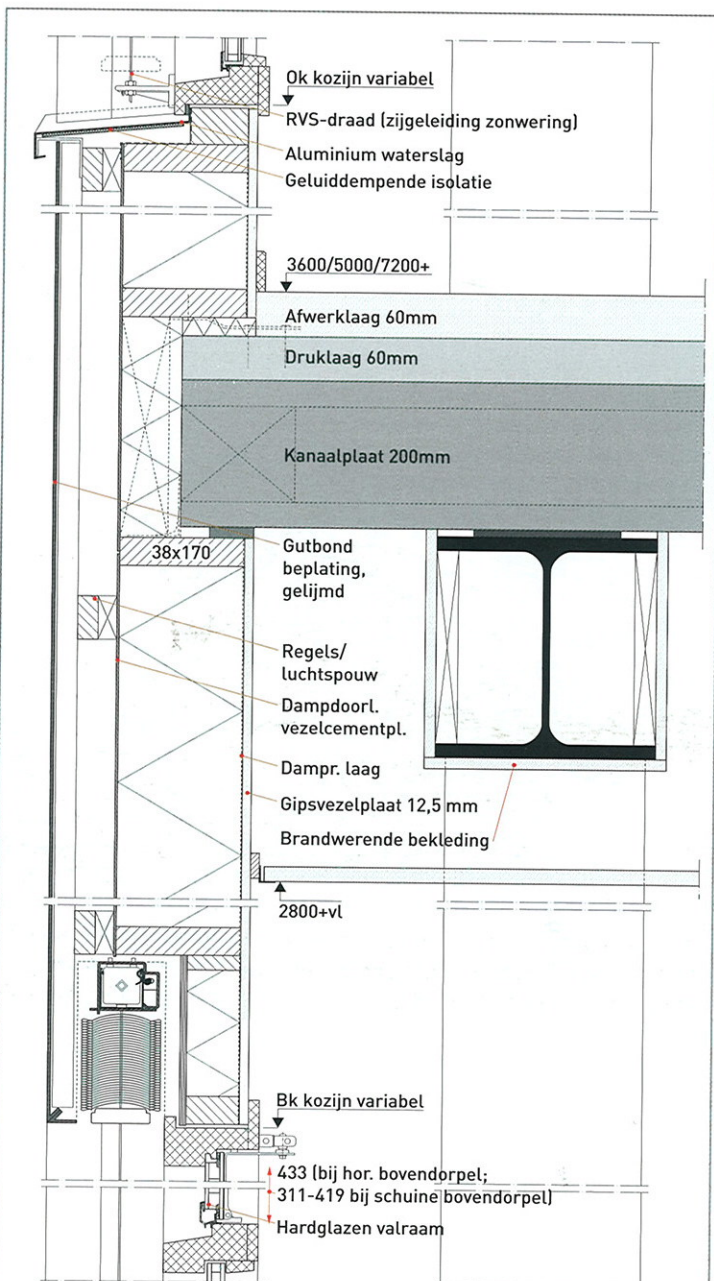 Ok kozijn variabel
RVS-draad (zijgeleiding zonwering)
Aluminium waterslag
Geluiddempende isolatie
3600/5000/7200+
Afwerklaag 60mm
Druklaag 60mm
Kanaalplaat 200mm
38x170
Gutbond
beplating,
gelijmd
Regels/
luchtspouw
Dampdoorl.
vezelcementpl.
Dampr. laag
Gipsvezelplaat 12,5 mm
Brandwerende bekleding
2800+vl
Bk kozijn variabel
433 (bij hor. bovendorpel;
311-419 bij schuine bovendorpel)
Hardglazen valraam